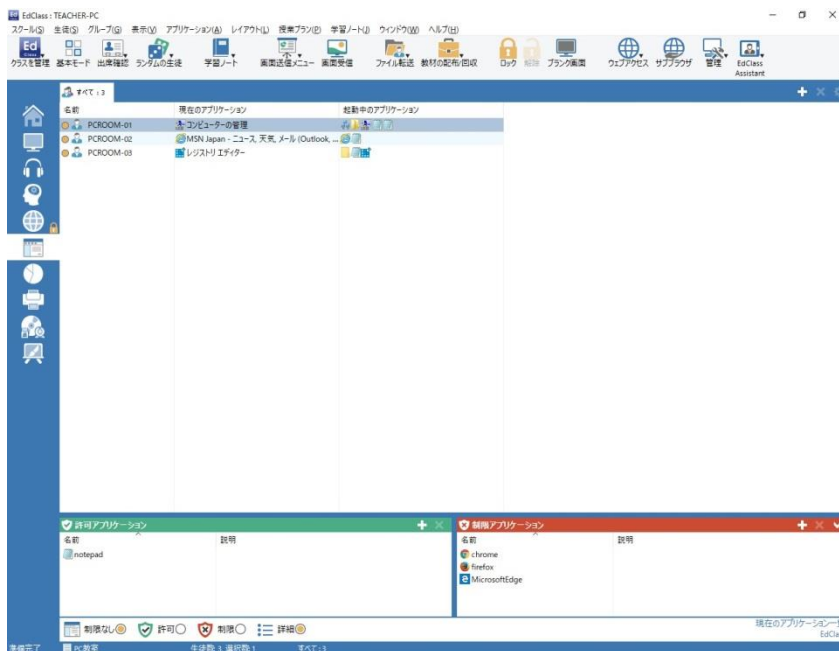 EdClass : TEACHER-PC
スクール(S) 生徒(S) グループ(G) 表示(V) アプリケーション(A) レイアウト(L) 授業プラン(P) 学習ノート(J) ウィンドウ(W) ヘルプ(H)
Ed
Class
クラスを管理 基本モード 出席確認 ランダムの生徒 学習ノート 画面送信メニュー 画面受信 ファイル転送 教材の配布/回収 ロック 解除 ブランク画面 ウェブアクセス サブブラウザ 管理 EdClass Assistant
すべて : 3
名前 現在のアプリケーション 起動中のアプリケーション
PCROOM-01 コンピューターの管理
PCROOM-02 MSN Japan - ニュース, 天気, メール (Outlook, ...
PCROOM-03 レジストリ エディター
許可アプリケーション
名前 説明
notepad
制限アプリケーション
名前 説明
chrome
firefox
MicrosoftEdge
制限なし 許可 制限 詳細
現在のアプリケーション一
EdCla
準備完了 PC教室 生徒数: 3, 選択数: 1 すべて : 3